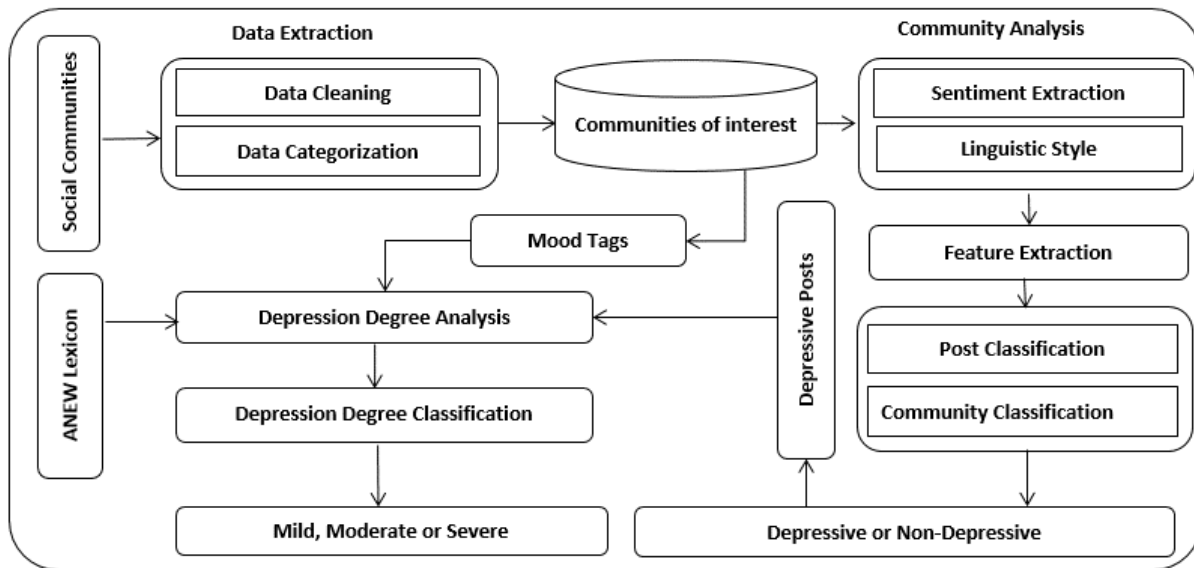 Data Extraction
Community Analysis
Social Communities
Data Cleaning
Data Categorization
Communities of interest
Sentiment Extraction
Linguistic Style
Mood Tags
Feature Extraction
ANEW Lexicon
Depression Degree Analysis
Depressive Posts
Post Classification
Depression Degree Classification
Community Classification
Mild, Moderate or Severe
Depressive or Non-Depressive